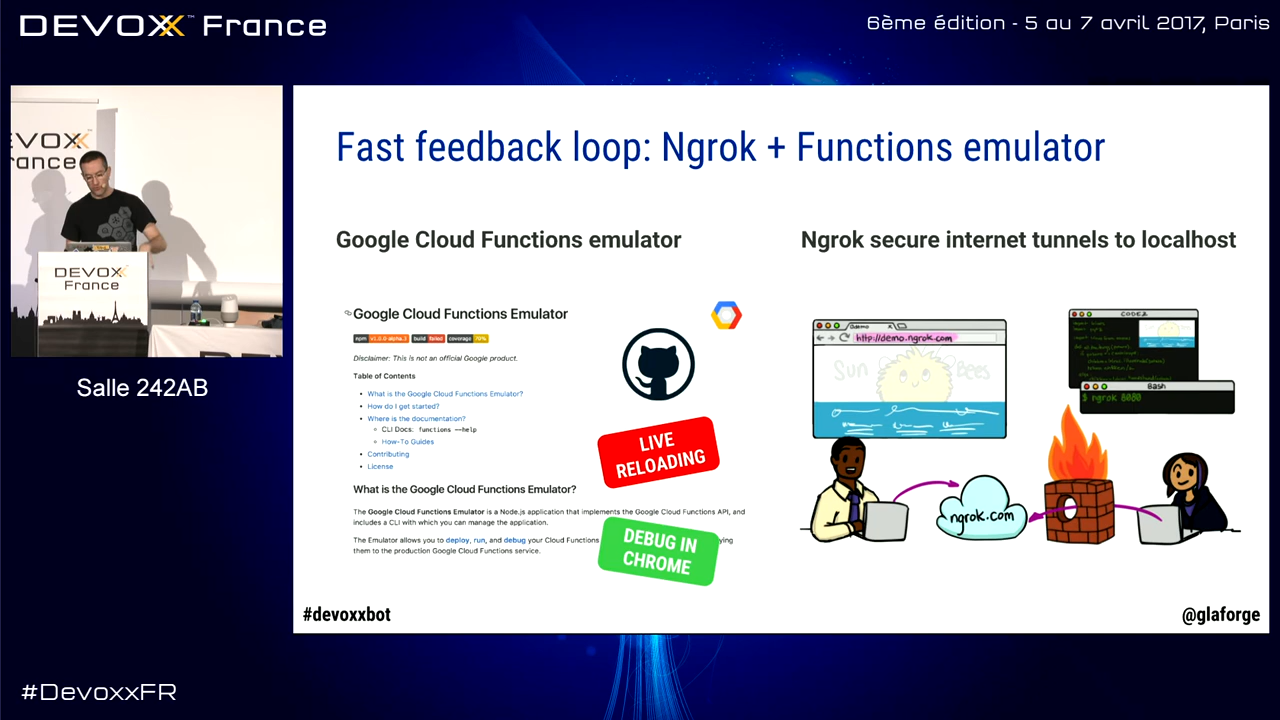 DEVOXX™ France
6ème édition - 5 au 7 avril 2017, Paris
DEVOXX
France
DEVOXX
France
Salle 242AB
Fast feedback loop: Ngrok + Functions emulator
Google Cloud Functions emulator
Google Cloud Functions Emulator
npm v1.0.0-alpha.3 build failed coverage 70%
Disclaimer: This is not an official Google product.
Table of Contents
What is the Google Cloud Functions Emulator?
How do I get started?
Where is the documentation?
CLI Docs: functions --help
How-To Guides
Contributing
License
What is the Google Cloud Functions Emulator?
The Google Cloud Functions Emulator is a Node.js application that implements the Google Cloud Functions API, and
includes a CLI with which you can manage the application.
The Emulator allows you to deploy, run, and debug your Cloud Functions
ying
them to the production Google Cloud Functions service.
LIVE
RELOADING
DEBUG IN
CHROME
Ngrok secure internet tunnels to localhost
demo
http://demo.ngrok.com
Sun Bees
CODEZ
Bash
$ ngrok 8080
ngrok.com
#devoxxbot
@glaforge
#DevoxxFR